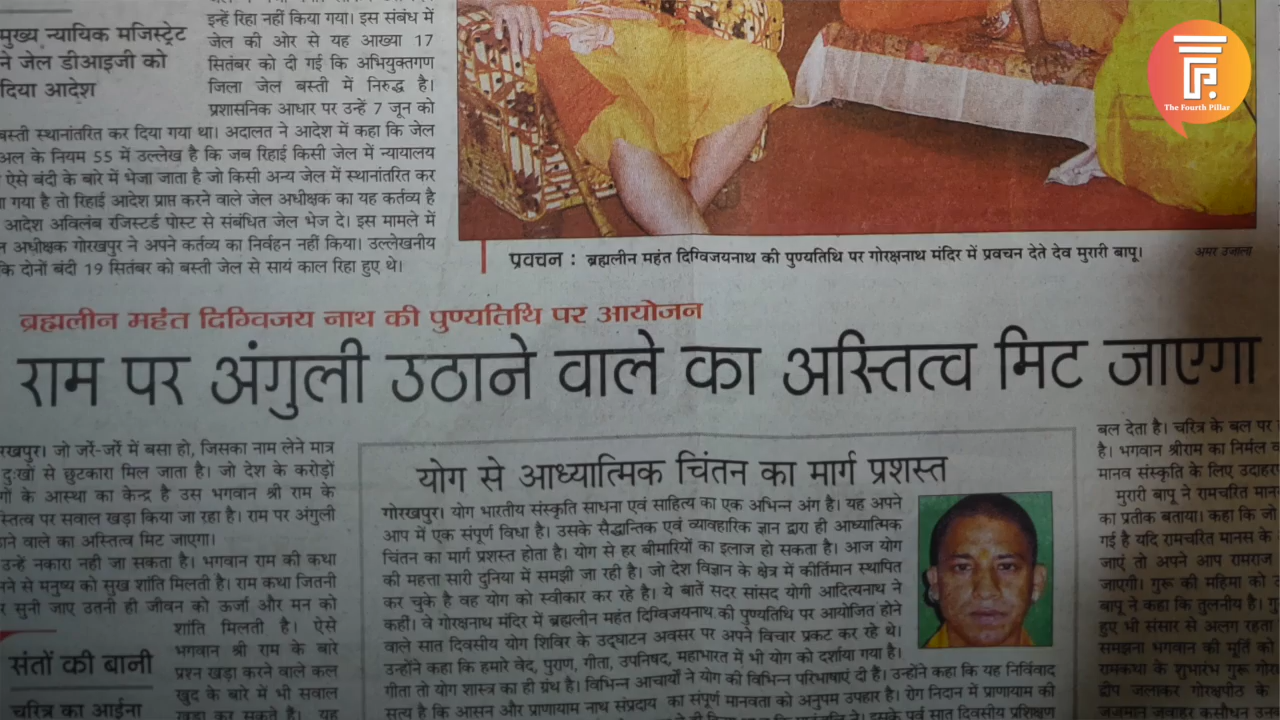 मुख्य न्यायिक मजिस्ट्रेट
ने जेल डीआइजी को
दिया आदेश
इन्हें रिहा नहीं किया गया। इस संबंध में
जेल की ओर से यह आख्या 17
सितंबर को दी गई कि अभियुक्तगण
जिला जेल बस्ती में निरुद्ध है।
प्रशासनिक आधार पर उन्हें 7 जून को
बस्ती स्थानांतरित कर दिया गया था। अदालत ने आदेश में कहा कि जेल
अल के नियम 55 में उल्लेख है कि जब रिहाई किसी जेल में न्यायालय
ऐसे बंदी के बारे में भेजा जाता है जो किसी अन्य जेल में स्थानांतरित कर
गया है तो रिहाई आदेश प्राप्त करने वाले जेल अधीक्षक का यह कर्तव्य है
आदेश अविलंब रजिस्टर्ड पोस्ट से संबंधित जेल भेज दे। इस मामले में
अधीक्षक गोरखपुर ने अपने कर्तव्य का निर्वहन नहीं किया। उल्लेखनीय
कि दोनों बंदी 19 सितंबर को बस्ती जेल से सायं काल रिहा हुए थे।
The Fourth Pillar
प्रवचन : ब्रह्मलीन महंत दिग्विजयनाथ की पुण्यतिथि पर गोरक्षनाथ मंदिर में प्रवचन देते देव मुरारी बापू।
अमर उजाला
ब्रह्मलीन महंत दिग्विजय नाथ की पुण्यतिथि पर आयोजन
राम पर अंगुली उठाने वाले का अस्तित्व मिट जाएगा
रखपुर। जो जर्रे-जर्रे में बसा हो, जिसका नाम लेने मात्र
दुःखों से छुटकारा मिल जाता है। जो देश के करोड़ों
गों के आस्था का केन्द्र है उस भगवान श्री राम के
स्तित्व पर सवाल खड़ा किया जा रहा है। राम पर अंगुली
ठाने वाले का अस्तित्व मिट जाएगा।
उन्हें नकारा नहीं जा सकता है। भगवान राम की कथा
नने से मनुष्य को सुख शांति मिलती है। राम कथा जितनी
र सुनी जाए उतनी ही जीवन को ऊर्जा और मन को
शांति मिलती है। ऐसे
भगवान श्री राम के बारे
प्रश्न खड़ा करने वाले कल
खुद के बारे में भी सवाल
खड़ा कर सकते हैं। यह
संतों की बानी
चरित्र का आईना
योग से आध्यात्मिक चिंतन का मार्ग प्रशस्त
गोरखपुर। योग भारतीय संस्कृति साधना एवं साहित्य का एक अभिन्न अंग है। यह अपने
आप में एक संपूर्ण विधा है। उसके सैद्धान्तिक एवं व्यावहारिक ज्ञान द्वारा ही आध्यात्मिक
चिंतन का मार्ग प्रशस्त होता है। योग से हर बीमारियों का इलाज हो सकता है। आज योग
की महत्ता सारी दुनिया में समझी जा रही है। जो देश विज्ञान के क्षेत्र में कीर्तिमान स्थापित
कर चुके है वह योग को स्वीकार कर रहे है। ये बातें सदर सांसद योगी आदित्यनाथ ने
कहीं। वे गोरक्षनाथ मंदिर में ब्रह्मलीन महंत दिग्विजयनाथ की पुण्यतिथि पर आयोजित होने
वाले सात दिवसीय योग शिविर के उद्घाटन अवसर पर अपने विचार प्रकट कर रहे थे।
उन्होंने कहा कि हमारे वेद, पुराण, गीता, उपनिषद, महाभारत में भी योग को दर्शाया गया है।
गीता तो योग शास्त्र का ही ग्रंथ है। विभिन्न आचार्यों ने योग की विभिन्न परिभाषाएं दी हैं। उन्होंने कहा कि यह निर्विवाद
सत्य है कि आसन और प्राणायाम नाथ संप्रदाय का संपूर्ण मानवता को अनुपम उपहार है। रोग निदान में प्राणायाम की
बल देता है। चरित्र के बल पर
है। भगवान श्रीराम का निर्मल
मानव संस्कृति के लिए उदाहर
मुरारी बापू ने रामचरित मान
का प्रतीक बताया। कहा कि जो
गई है यदि रामचरित मानस के
जाएं तो अपने आप रामराज
जाएगी। गुरू की महिमा को
बापू ने कहा कि तुलनीय है।
हुए भी संसार से अलग रहता
समझना भगवान की मूर्ति को
रामकथा के शुभारंभ गुरू गोर
द्वीप जलाकर गोरक्षपीठ के